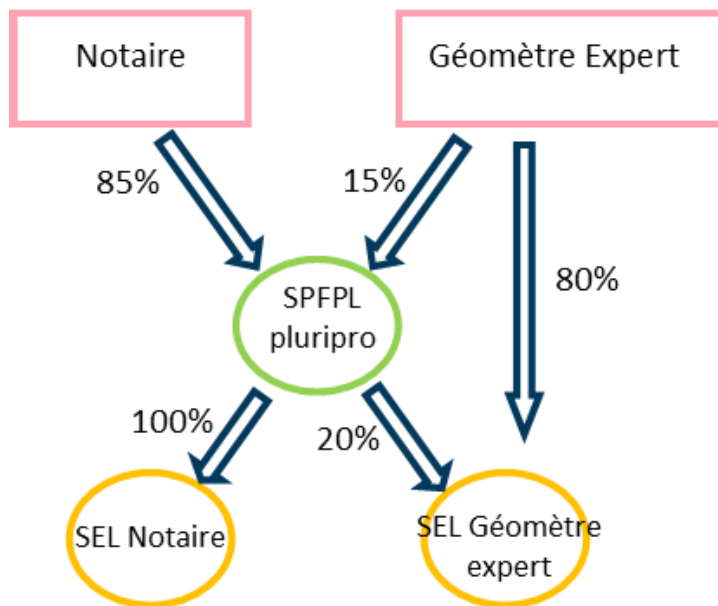 Notaire
Géomètre Expert
85%
15%
80%
SPFPL
pluripro
100%
20%
SEL Notaire
SEL Géomètre
expert